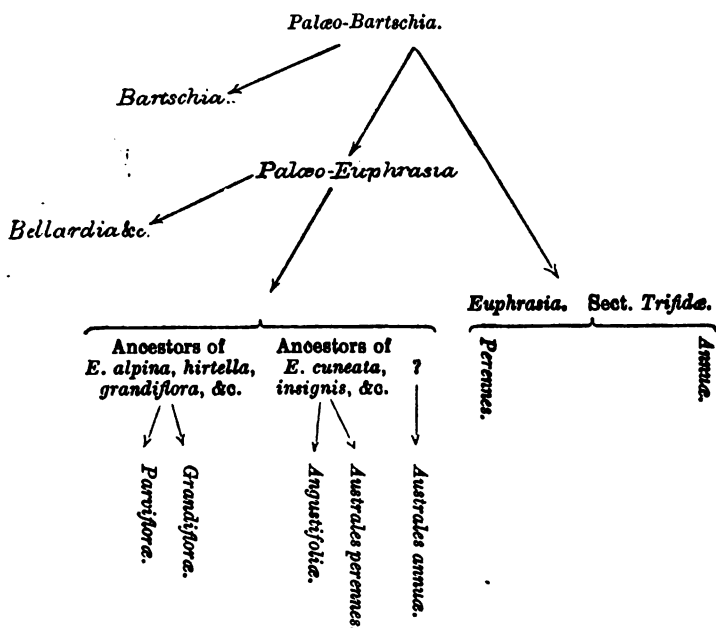 Palæo-Bartschia.
Bartschia..
Palæo-Euphrasia
Bellardia &c.
Euphrasia. Sect. Trifidæ.
Perennes.
Annuæ.
Ancestors of
E. alpina, hirtella,
grandiflora, &c.
Ancestors of
E. cuneata,
insignis, &c.
?
Parvifloræ.
Grandifloræ.
Angustifoliæ.
Australes perennes
Australes annuæ.